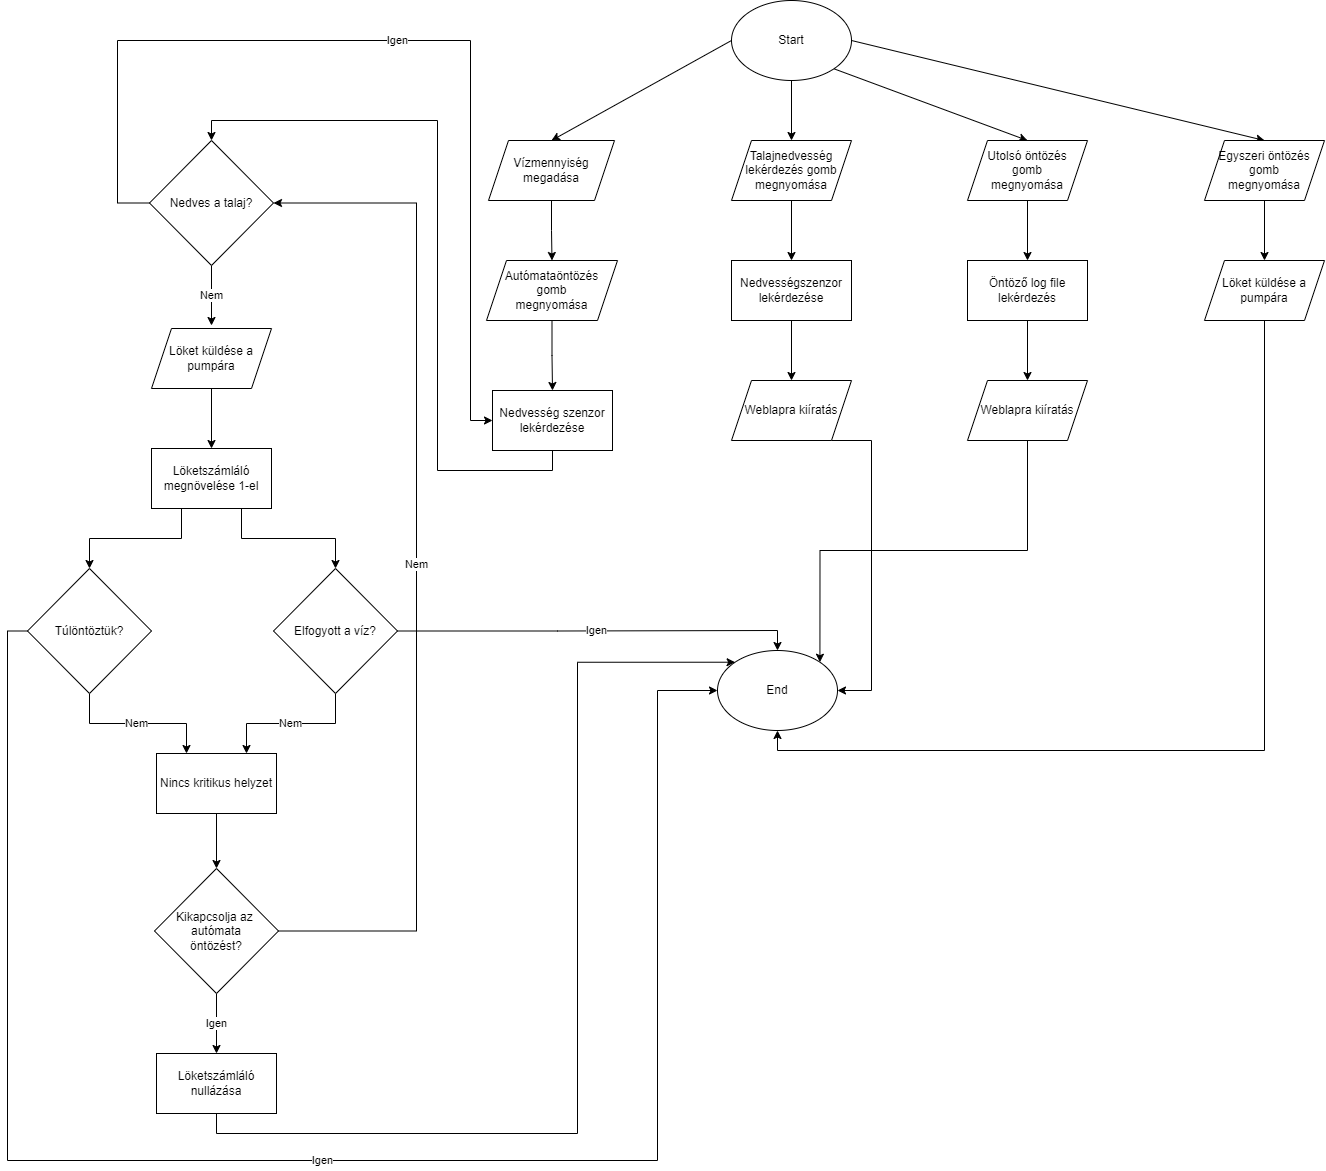 Start
Igen
Vízmennyiség
megadása
Talajnedvesség
lekérdezés gomb
megnyomása
Utolsó öntözés
gomb
megnyomása
Egyszeri öntözés
gomb
megnyomása
Nedves a talaj?
Autómataöntözés
gomb
megnyomása
Nedvességszenzor
lekérdezése
Öntöző log file
lekérdezés
Löket küldése a
pumpára
Nem
Löket küldése a
pumpára
Nedvesség szenzor
lekérdezése
Weblapra kiíratás
Weblapra kiíratás
Löketszámláló
megnövelése 1-el
Nem
Túlöntöztük?
Elfogyott a víz?
Igen
End
Nem
Nem
Nincs kritikus helyzet
Kikapcsolja az
autómata
öntözést?
Igen
Löketszámláló
nullázása
Igen